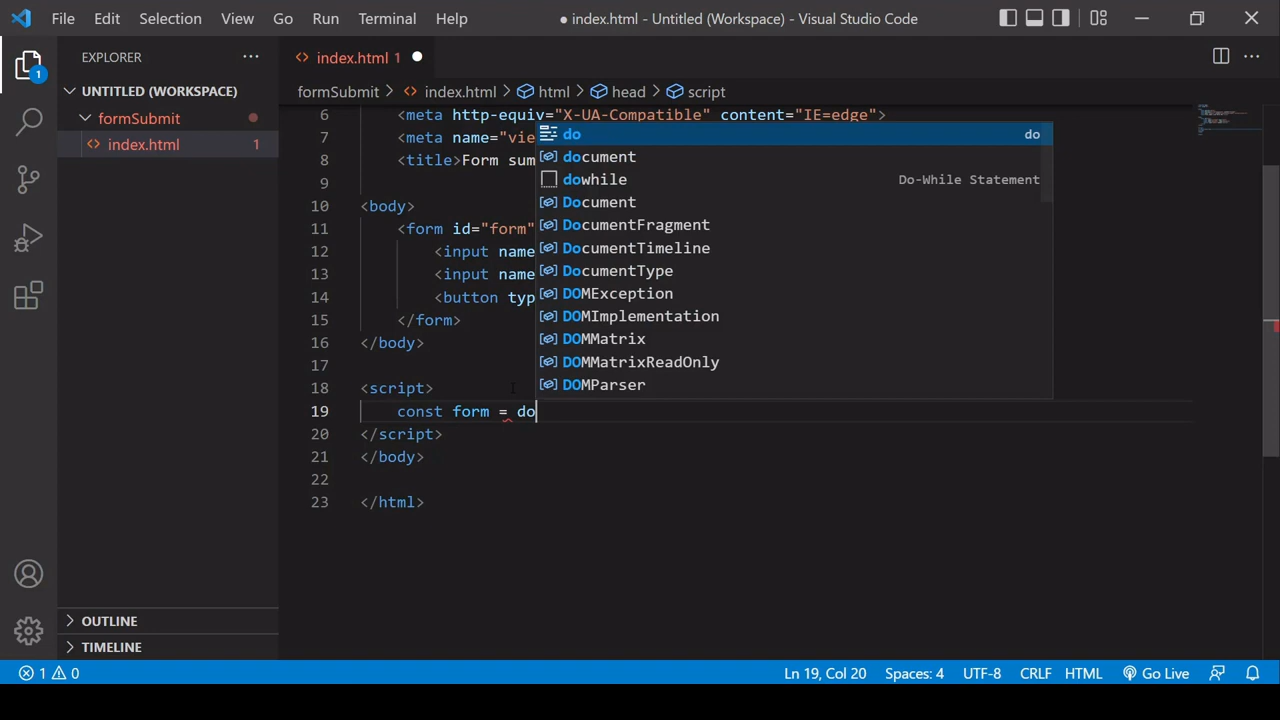 File Edit Selection View Go Run Terminal Help
● index.html - Untitled (Workspace) - Visual Studio Code
EXPLORER
1
UNTITLED (WORKSPACE)
formSubmit
index.html 1
OUTLINE
TIMELINE
index.html 1
formSubmit > index.html > html > head > script
6 <meta http-equiv="X-UA-Compatible" content="IE=edge">
7 <meta name="vie
8 <title>Form sum
9
10 <body>
11 <form id="form"
12 <input name
13 <input name
14 <button typ
15 </form>
16 </body>
17
18 <script>
19 const form = do
20 </script>
21 </body>
22
23 </html>
do do
document
dowhile Do-While Statement
Document
DocumentFragment
DocumentTimeline
DocumentType
DOMException
DOMImplementation
DOMMatrix
DOMMatrixReadOnly
DOMParser
1 0 Ln 19, Col 20 Spaces: 4 UTF-8 CRLF HTML Go Live